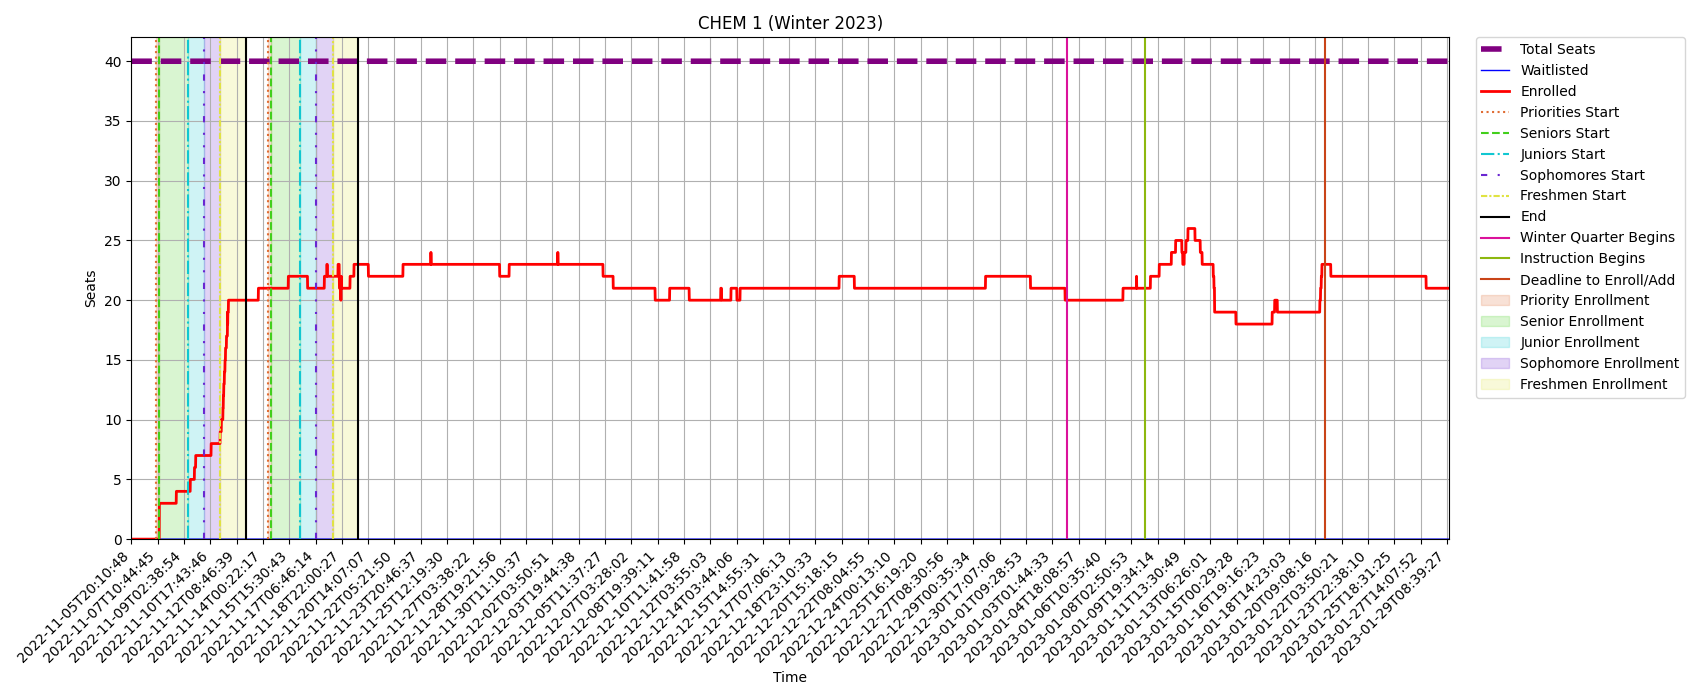 CHEM 1 (Winter 2023)
Seats
40
35
30
25
20
15
10
5
0
2022-11-05T20:10:48
2022-11-07T10:44:45
2022-11-09T02:38:54
2022-11-10T17:43:46
2022-11-12T08:46:39
2022-11-14T00:22:17
2022-11-15T15:30:43
2022-11-17T06:46:14
2022-11-18T22:00:27
2022-11-20T14:07:07
2022-11-22T05:21:50
2022-11-23T20:46:37
2022-11-25T12:19:30
2022-11-27T03:38:22
2022-11-28T19:21:56
2022-11-30T11:10:37
2022-12-02T03:50:51
2022-12-03T19:44:38
2022-12-05T11:37:27
2022-12-07T03:28:02
2022-12-08T19:39:11
2022-12-10T11:41:58
2022-12-12T03:55:03
2022-12-14T03:44:06
2022-12-15T14:55:31
2022-12-17T07:06:13
2022-12-18T23:10:33
2022-12-20T15:18:15
2022-12-22T08:04:55
2022-12-24T00:13:10
2022-12-25T16:19:20
2022-12-27T08:30:56
2022-12-29T00:35:34
2022-12-30T17:07:06
2023-01-01T09:28:53
2023-01-03T01:44:33
2023-01-04T18:08:57
2023-01-06T10:35:40
2023-01-08T02:50:53
2023-01-09T19:34:14
2023-01-11T13:30:49
2023-01-13T06:26:01
2023-01-15T00:29:28
2023-01-16T19:16:23
2023-01-18T14:23:03
2023-01-20T09:08:16
2023-01-22T03:50:21
2023-01-23T22:38:10
2023-01-25T18:31:25
2023-01-27T14:07:52
2023-01-29T08:39:27
Time
Total Seats
Waitlisted
Enrolled
Priorities Start
Seniors Start
Juniors Start
Sophomores Start
Freshmen Start
End
Winter Quarter Begins
Instruction Begins
Deadline to Enroll/Add
Priority Enrollment
Senior Enrollment
Junior Enrollment
Sophomore Enrollment
Freshmen Enrollment